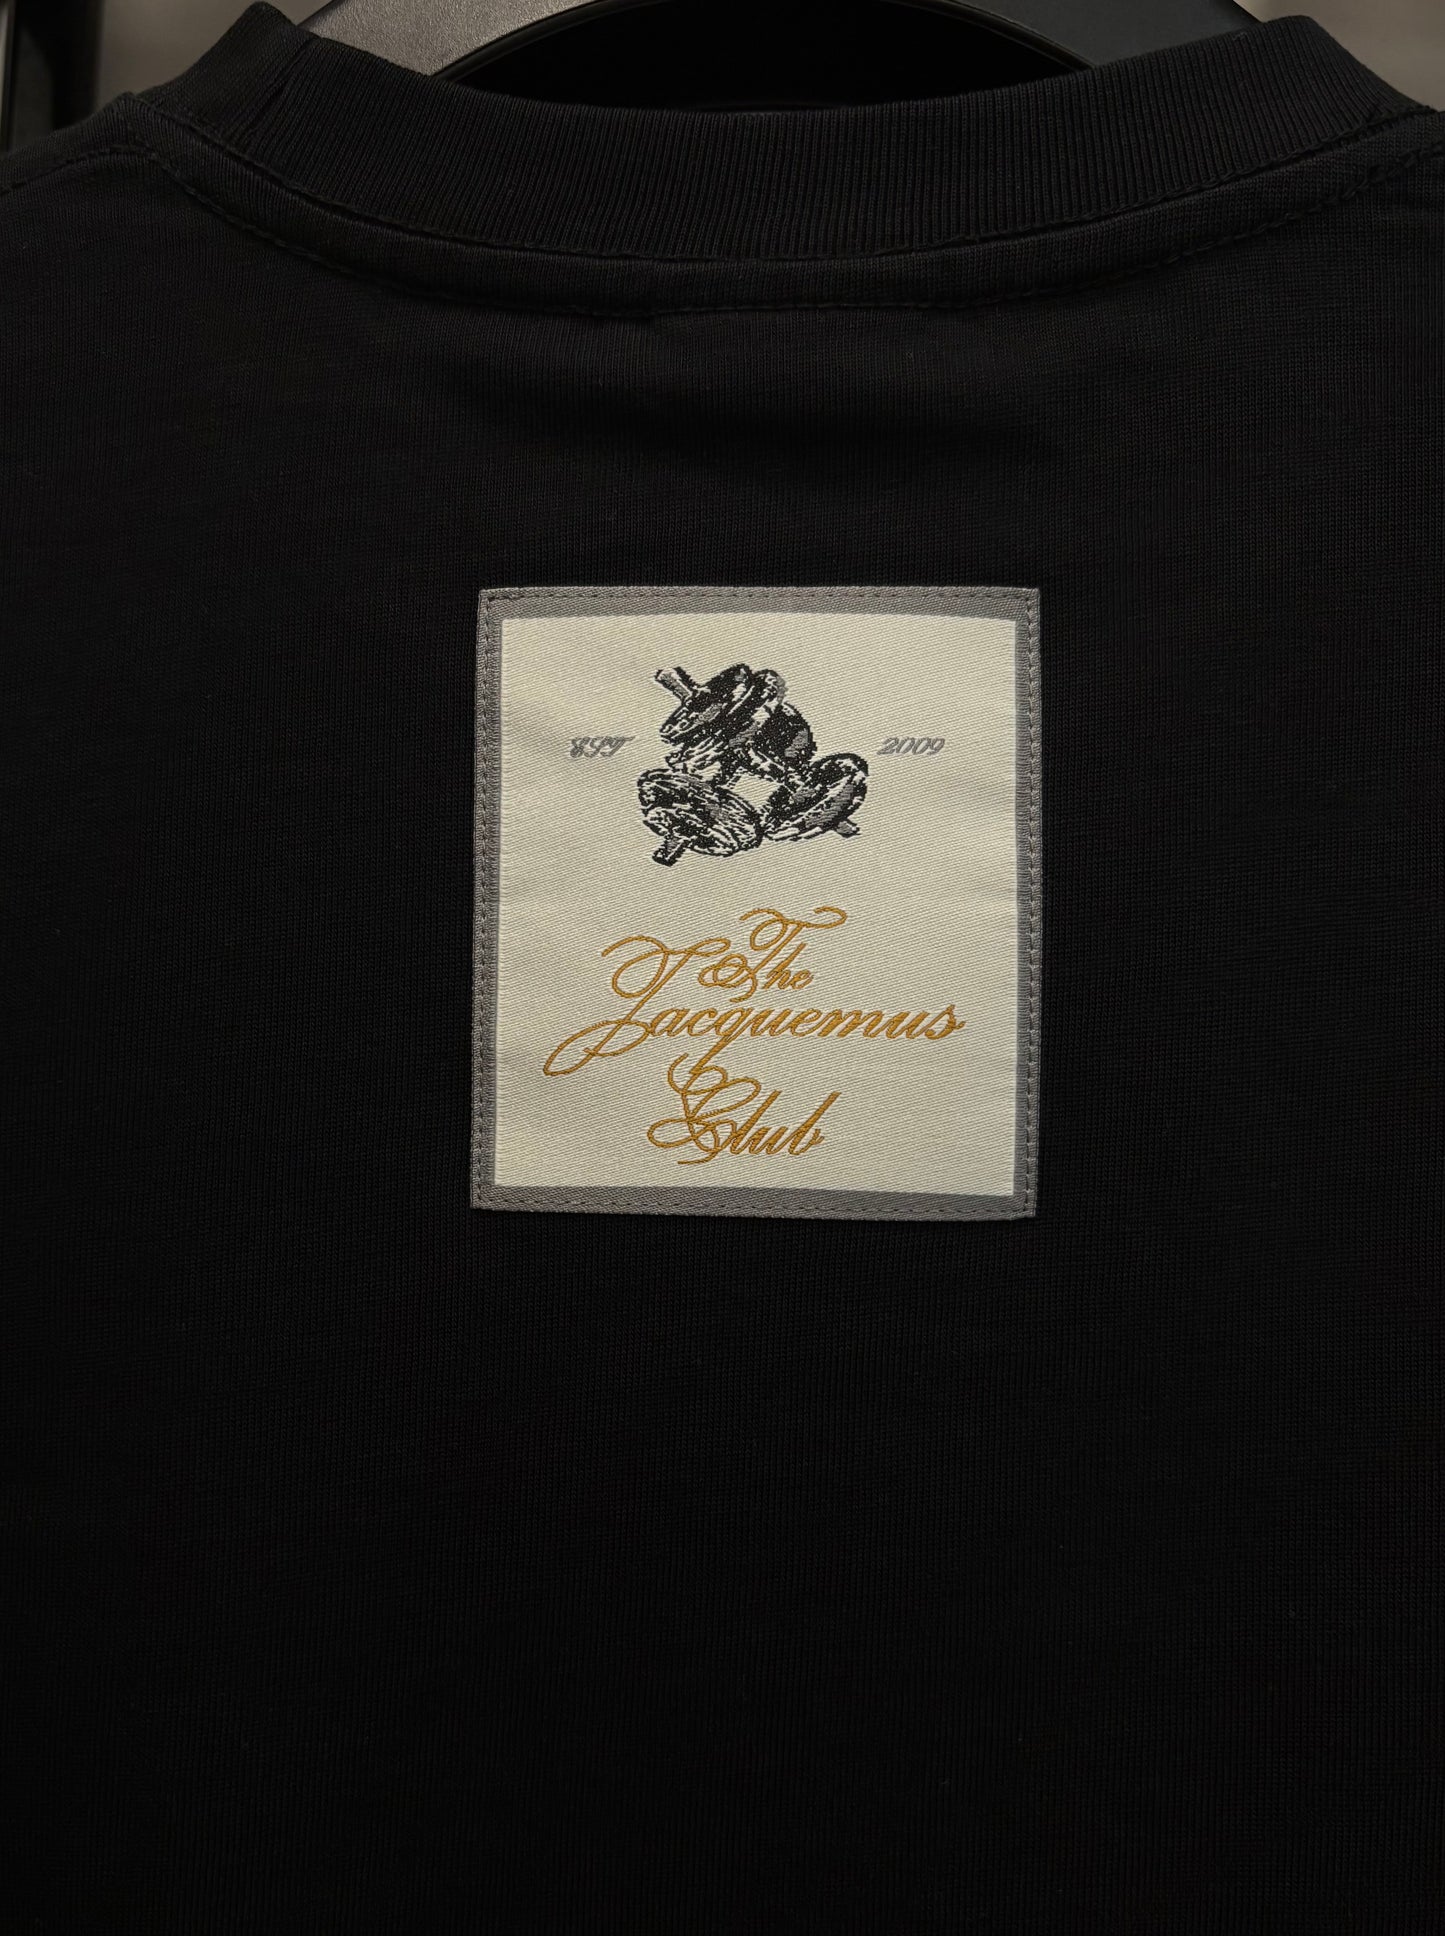 EST 2009
The
Jacquemus
Club